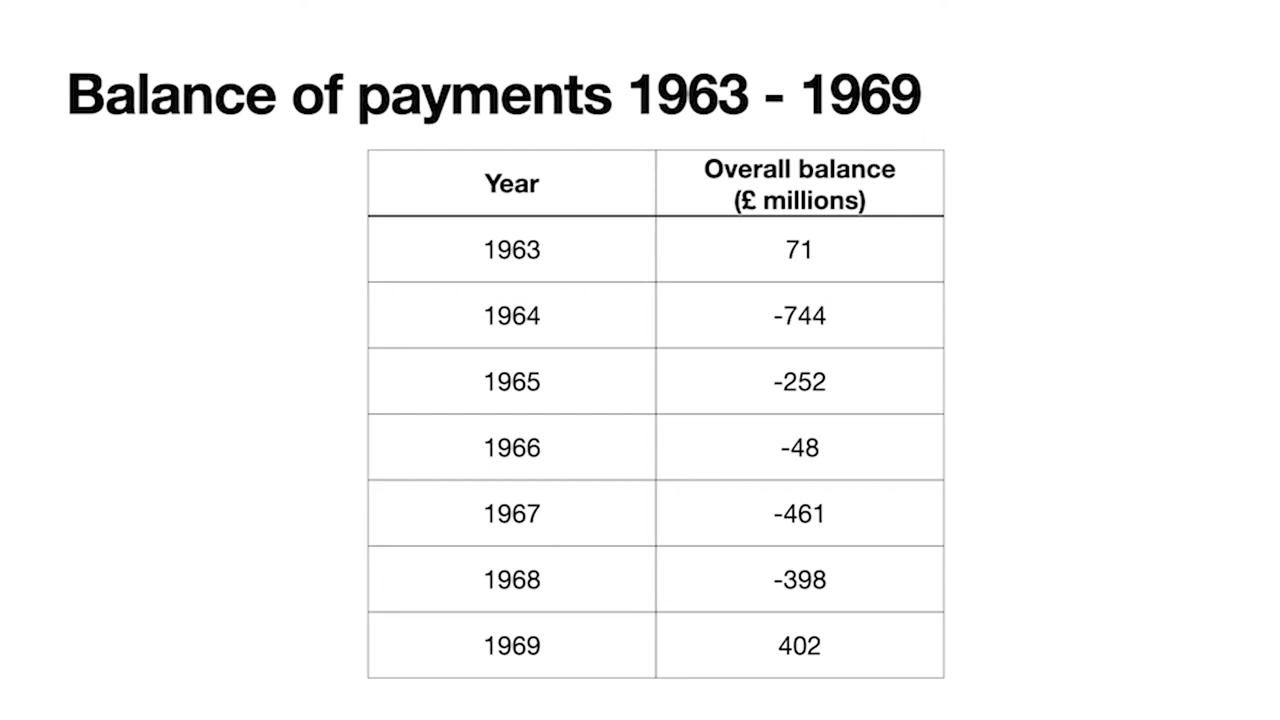 Balance of payments 1963 - 1969
Year
Overall balance
(£ millions)
1963 71
1964 -744
1965 -252
1966 -48
1967 -461
1968 -398
1969 402